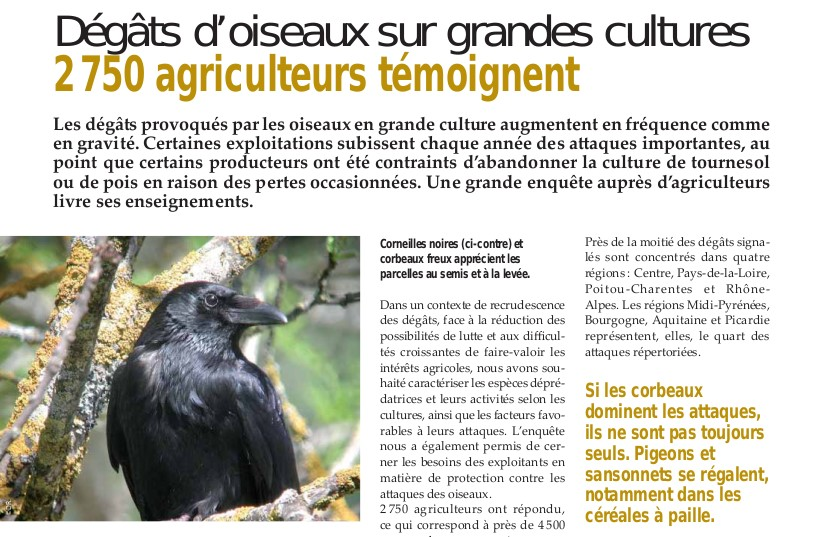 Dégâts d'oiseaux sur grandes cultures
2 750 agriculteurs témoignent
Les dégâts provoqués par les oiseaux en grande culture augmentent en fréquence comme
en gravité. Certaines exploitations subissent chaque année des attaques importantes, au
point que certains producteurs ont été contraints d'abandonner la culture de tournesol
ou de pois en raison des pertes occasionnées. Une grande enquête auprès d'agriculteurs
livre ses enseignements.
Corneilles noires (ci-contre) et
corbeaux freux apprécient les
parcelles au semis et à la levée.
Dans un contexte de recrudescence
des dégâts, face à la réduction des
possibilités de lutte et aux difficul-
tés croissantes de faire-valoir les
intérêts agricoles, nous avons sou-
haité caractériser les espèces dépré-
datrices et leurs activités selon les
cultures, ainsi que les facteurs favo-
rables à leurs attaques. L'enquête
nous a également permis de cer-
ner les besoins des exploitants en
matière de protection contre les
attaques des oiseaux.
2 750 agriculteurs ont répondu,
ce qui correspond à près de 4 500
Près de la moitié des dégâts signa-
lés sont concentrés dans quatre
régions : Centre, Pays-de-la-Loire,
Poitou-Charentes et Rhône-
Alpes. Les régions Midi-Pyrénées,
Bourgogne, Aquitaine et Picardie
représentent, elles, le quart des
attaques répertoriées.
Si les corbeaux
dominent les attaques,
ils ne sont pas toujours
seuls. Pigeons et
sansonnets se régalent,
notamment dans les
céréales à paille.